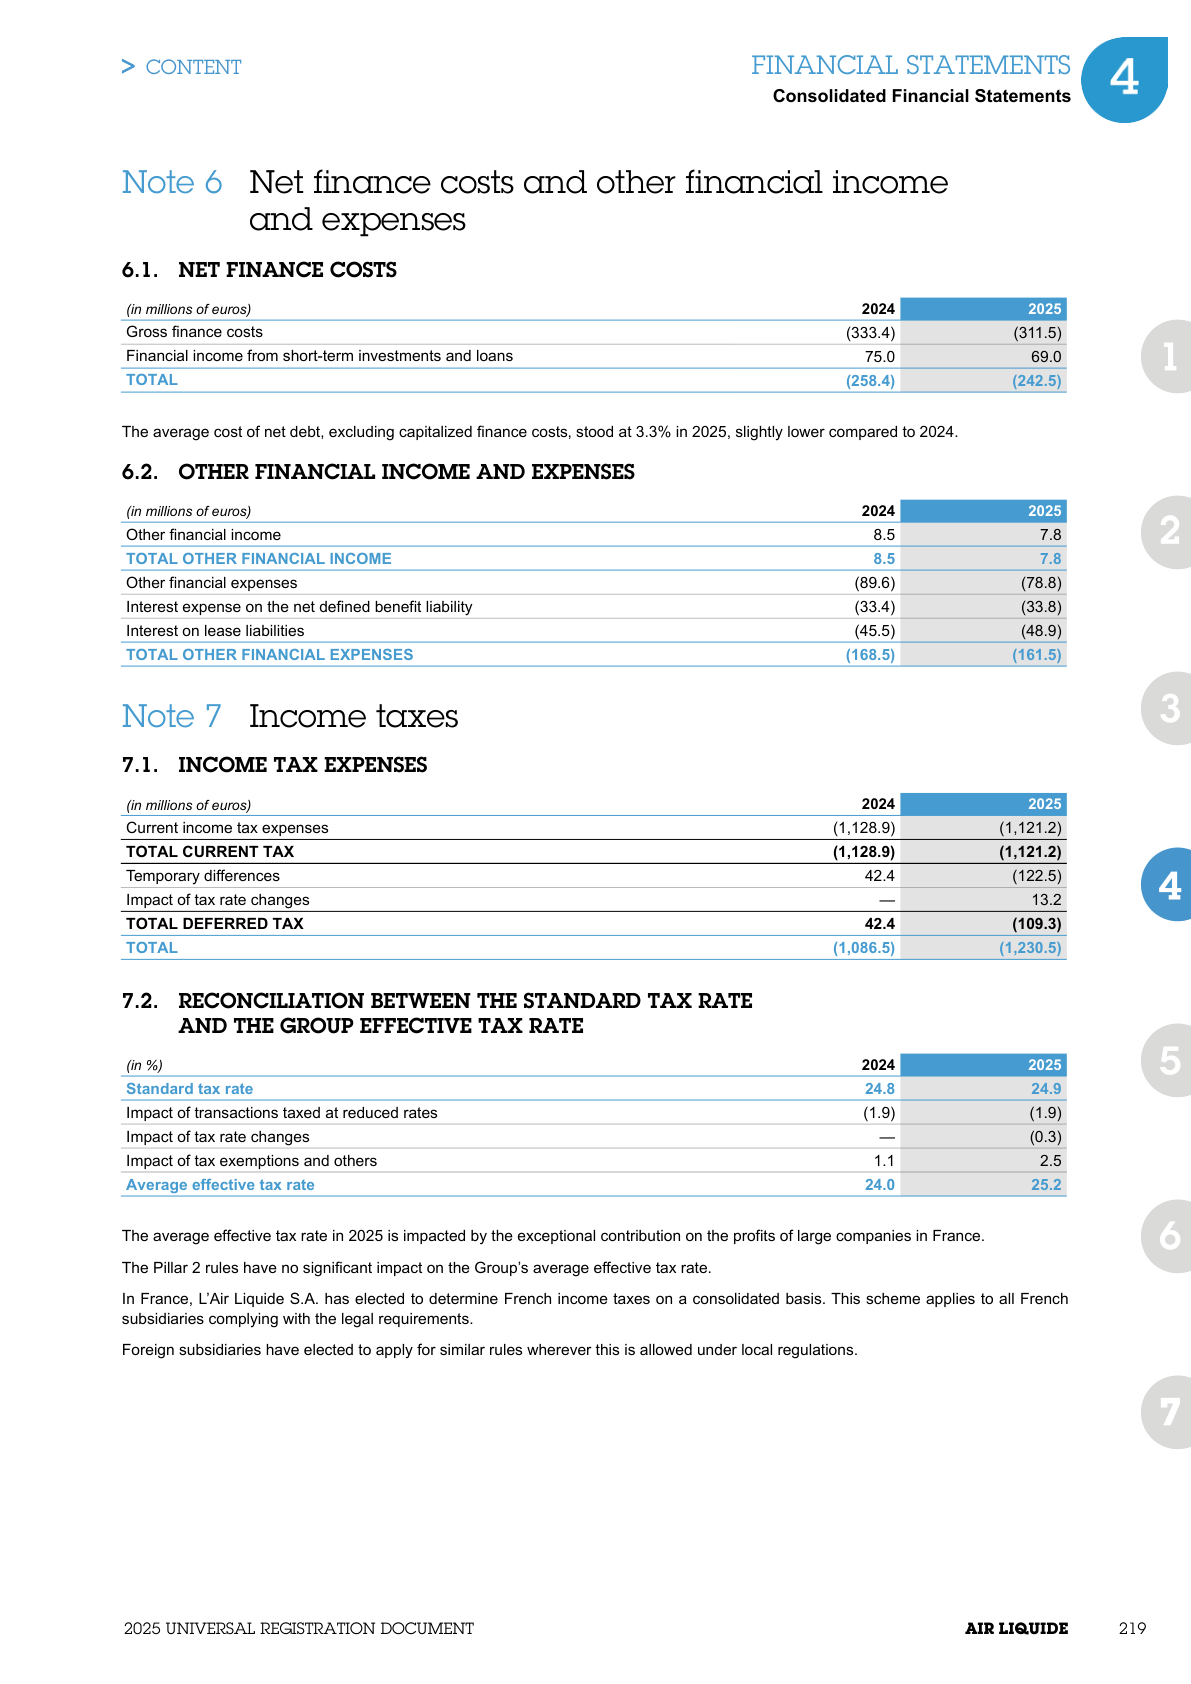 > CONTENT
FINANCIAL STATEMENTS
Consolidated Financial Statements
4
Note 6 Net finance costs and other financial income
and expenses
6.1. NET FINANCE COSTS
(in millions of euros) 2024 2025
Gross finance costs (333.4) (311.5)
Financial income from short-term investments and loans 75.0 69.0
TOTAL (258.4) (242.5)
The average cost of net debt, excluding capitalized finance costs, stood at 3.3% in 2025, slightly lower compared to 2024.
6.2. OTHER FINANCIAL INCOME AND EXPENSES
(in millions of euros) 2024 2025
Other financial income 8.5 7.8
TOTAL OTHER FINANCIAL INCOME 8.5 7.8
Other financial expenses (89.6) (78.8)
Interest expense on the net defined benefit liability (33.4) (33.8)
Interest on lease liabilities (45.5) (48.9)
TOTAL OTHER FINANCIAL EXPENSES (168.5) (161.5)
Note 7 Income taxes
7.1. INCOME TAX EXPENSES
(in millions of euros) 2024 2025
Current income tax expenses (1,128.9) (1,121.2)
TOTAL CURRENT TAX (1,128.9) (1,121.2)
Temporary differences 42.4 (122.5)
Impact of tax rate changes — 13.2
TOTAL DEFERRED TAX 42.4 (109.3)
TOTAL (1,086.5) (1,230.5)
7.2. RECONCILIATION BETWEEN THE STANDARD TAX RATE
AND THE GROUP EFFECTIVE TAX RATE
(in %) 2024 2025
Standard tax rate 24.8 24.9
Impact of transactions taxed at reduced rates (1.9) (1.9)
Impact of tax rate changes — (0.3)
Impact of tax exemptions and others 1.1 2.5
Average effective tax rate 24.0 25.2
The average effective tax rate in 2025 is impacted by the exceptional contribution on the profits of large companies in France.
The Pillar 2 rules have no significant impact on the Group's average effective tax rate.
In France, L'Air Liquide S.A. has elected to determine French income taxes on a consolidated basis. This scheme applies to all French
subsidiaries complying with the legal requirements.
Foreign subsidiaries have elected to apply for similar rules wherever this is allowed under local regulations.
1
2
3
4
5
6
7
2025 UNIVERSAL REGISTRATION DOCUMENT
AIR LIQUIDE 219